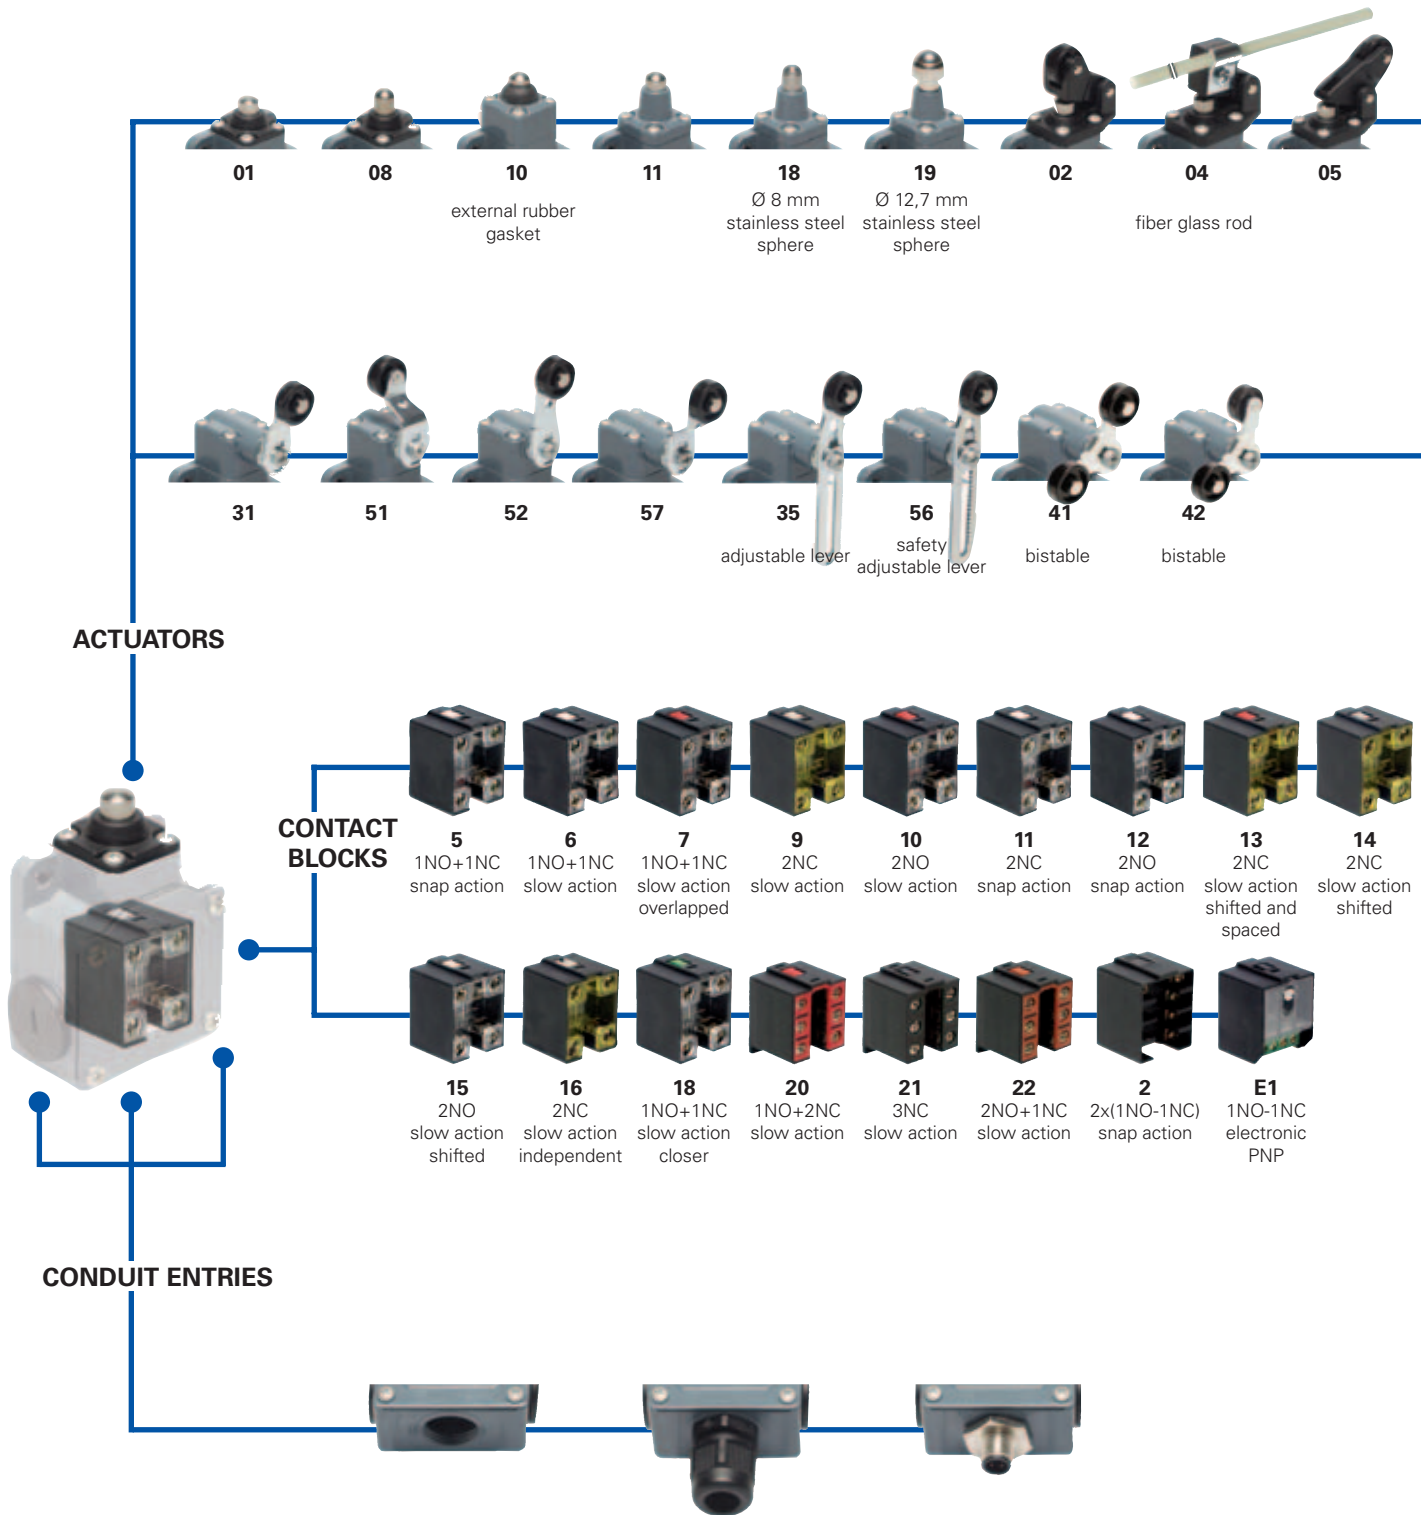 01 08 10 11 18 19 02 04 05
external rubber
gasket
Ø 8 mm
stainless steel
sphere
Ø 12,7 mm
stainless steel
sphere
fiber glass rod
31 51 52 57 35 56 41 42
adjustable lever
safety
adjustable lever
bistable
bistable
ACTUATORS
CONTACT
BLOCKS
5
1NO+1NC
snap action
6
1NO+1NC
slow action
7
1NO+1NC
slow action
overlapped
9
2NC
slow action
10
2NO
slow action
11
2NC
snap action
12
2NO
snap action
13
2NC
slow action
shifted and
spaced
14
2NC
slow action
shifted
15
2NO
slow action
shifted
16
2NC
slow action
independent
18
1NO+1NC
slow action
closer
20
1NO+2NC
slow action
21
3NC
slow action
22
2NO+1NC
slow action
2
2x(1NO-1NC)
snap action
E1
1NO-1NC
electronic
PNP
CONDUIT ENTRIES